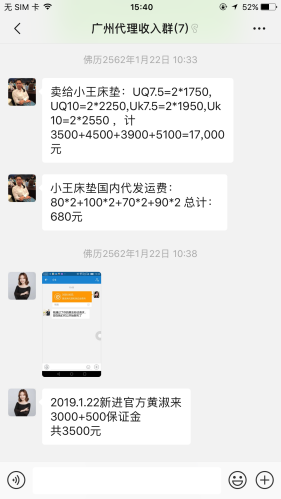 无 SIM 卡
15:40
52%
广州代理收入群(7)
佛历2562年1月22日 10:33
卖给小王床垫：UQ7.5=2*1750,
UQ10=2*2250,Uk7.5=2*1950,Uk
10=2*2550 ，计
3500+4500+3900+5100=17,000
元
小王床垫国内代发运费：
80*2+100*2+70*2+90*2 总计：
680元
佛历2562年1月22日 10:38
2019.1.22新进官方黄淑来
3000+500保证金
共3500元